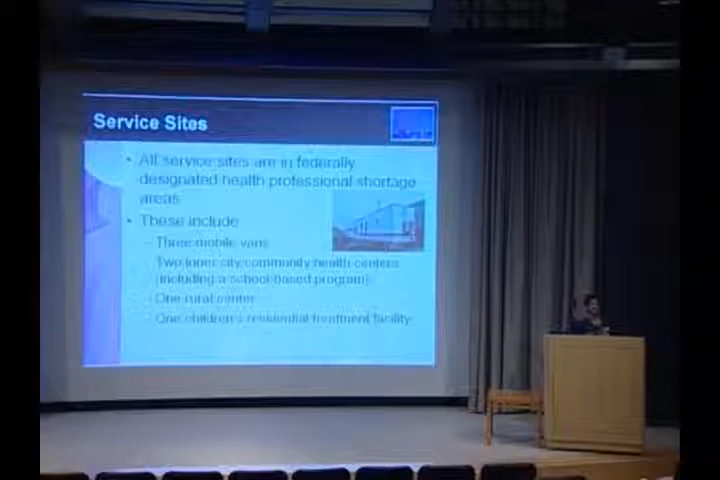 Service Sites
• All service sites are in federally
designated health professional shortage
areas
• These include
– Three mobile vans
– Two inner city community health centers
(including a school-based program)
– One rural center
– One children's residential treatment facility